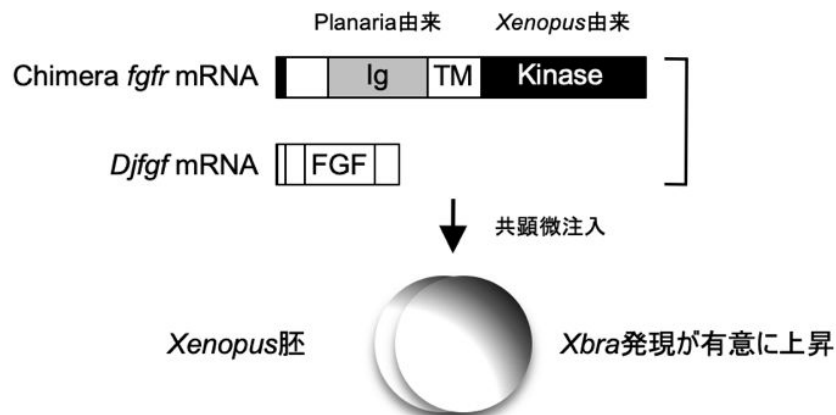 Planaria由来 Xenopus由来
Chimera fgfr mRNA Ig TM Kinase
Djfgf mRNA FGF
共顕微注入
Xenopus胚 Xbra発現が有意に上昇